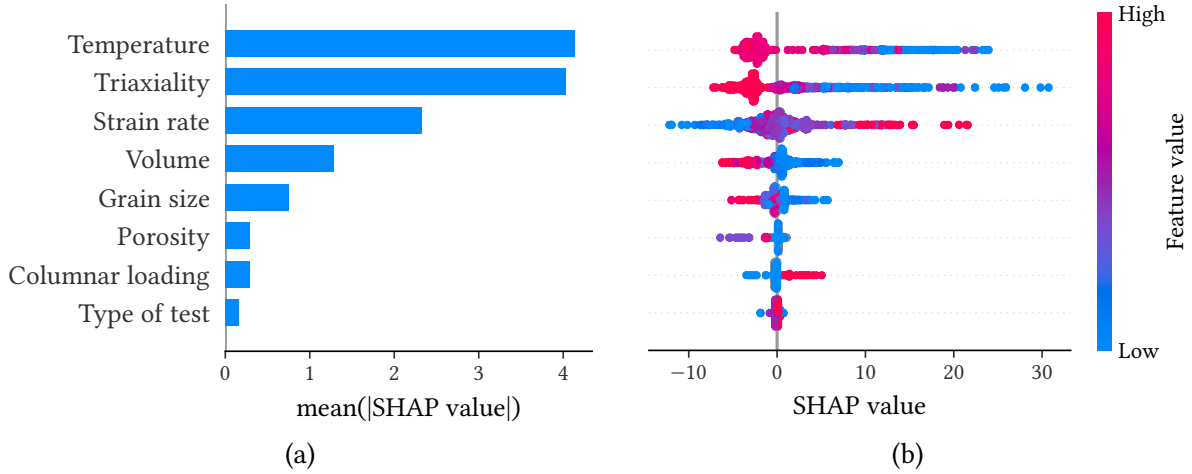 Temperature
Triaxiality
Strain rate
Volume
Grain size
Porosity
Columnar loading
Type of test
0 1 2 3 4
mean(|SHAP value|)
(a)
−10 0 10 20 30
SHAP value
(b)
High
Feature value
Low